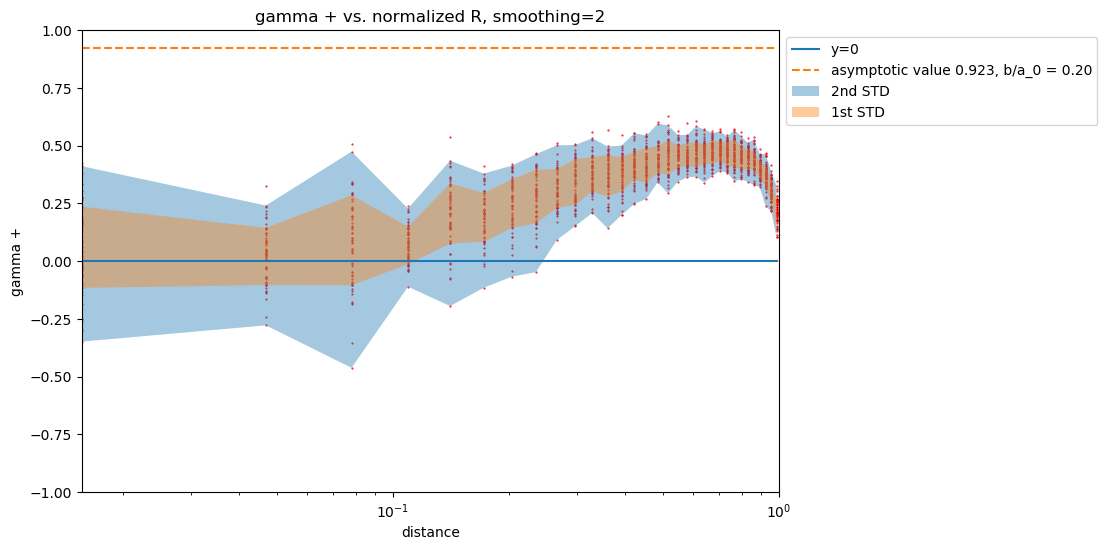 gamma + vs. normalized R, smoothing=2
1.00
0.75
0.50
0.25
0.00
−0.25
−0.50
−0.75
−1.00
gamma +
10⁻¹
10⁰
distance
y=0
asymptotic value 0.923, b/a_0 = 0.20
2nd STD
1st STD